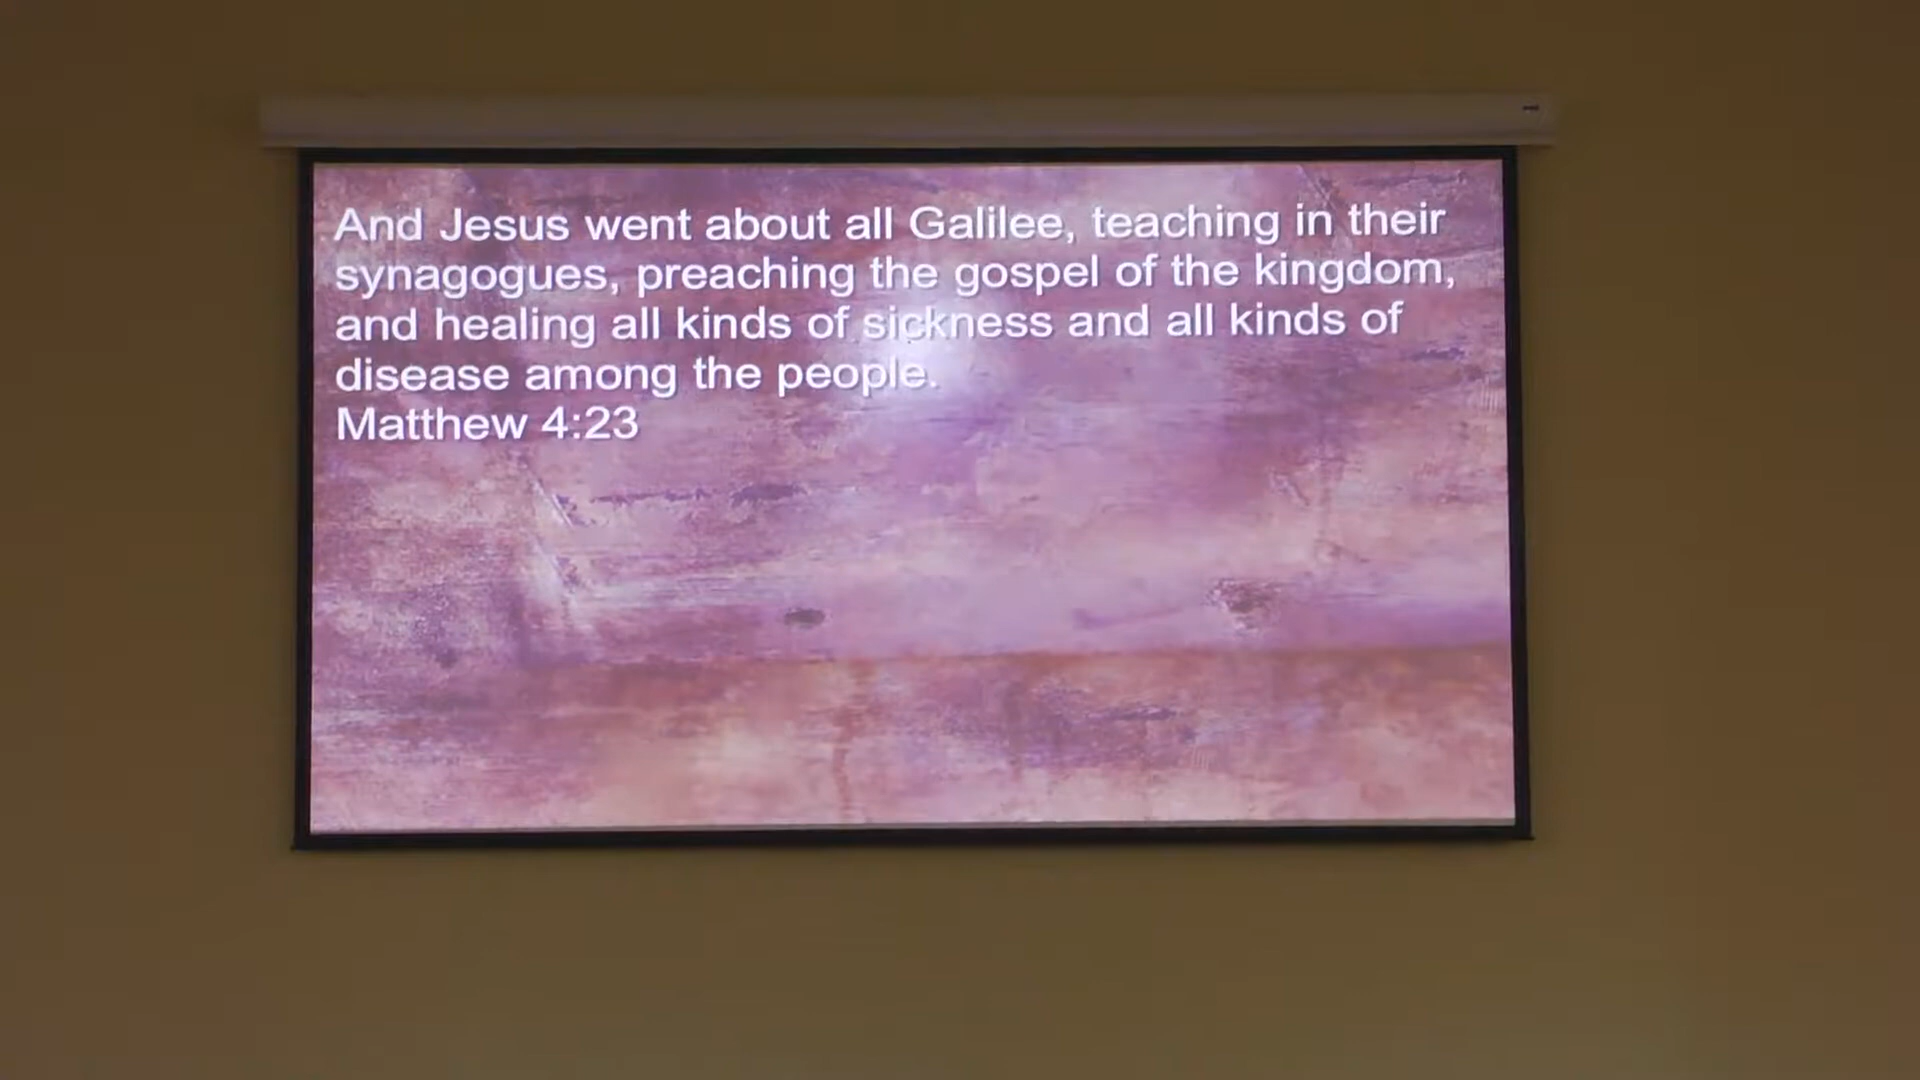 And Jesus went about all Galilee, teaching in their
synagogues, preaching the gospel of the kingdom,
and healing all kinds of sickness and all kinds of
disease among the people.
Matthew 4:23